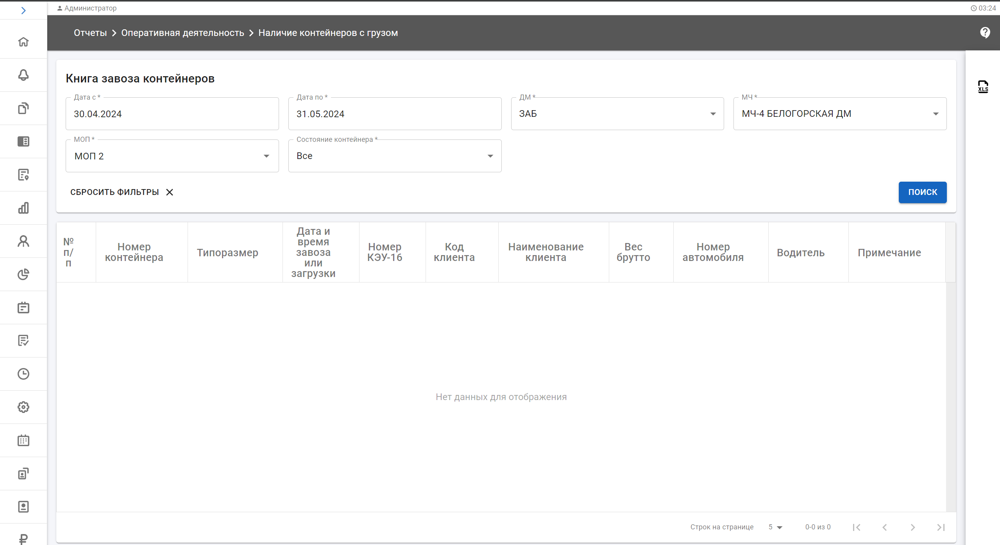 Администратор
03:24
Отчеты
Оперативная деятельность
Наличие контейнеров с грузом
XLS
Книга завоза контейнеров
Дата с *
30.04.2024
Дата по *
31.05.2024
ДМ *
ЗАБ
МЧ *
МЧ-4 БЕЛОГОРСКАЯ ДМ
МОП *
МОП 2
Состояние контейнера *
Все
СБРОСИТЬ ФИЛЬТРЫ
ПОИСК
№
п/
п
Номер
контейнера
Типоразмер
Дата и
время
завоза
или
загрузки
Номер
КЭУ-16
Код
клиента
Наименование
клиента
Вес
брутто
Номер
автомобиля
Водитель
Примечание
Нет данных для отображения
Строк на странице
5
0-0 из 0